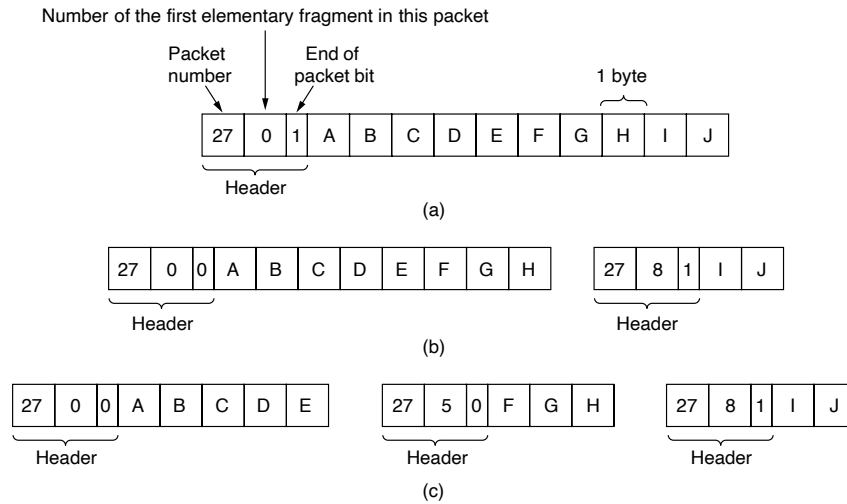 Number of the first elementary fragment in this packet
Packet
number
End of
packet bit
1 byte
27 0 1 A B C D E F G H I J
Header
(a)
27 0 0 A B C D E F G H 27 8 1 I J
Header Header
(b)
27 0 0 A B C D E 27 5 0 F G H 27 8 1 I J
Header Header Header
(c)